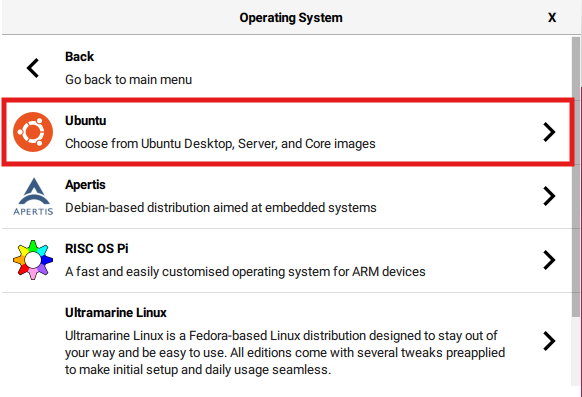 Operating System
X
Back
Go back to main menu
Ubuntu
Choose from Ubuntu Desktop, Server, and Core images
Apertis
APERTIS
Debian-based distribution aimed at embedded systems
RISC OS Pi
A fast and easily customised operating system for ARM devices
Ultramarine Linux
Ultramarine Linux is a Fedora-based Linux distribution designed to stay out of
your way and be easy to use. All editions come with several tweaks preapplied
to make initial setup and daily usage seamless.